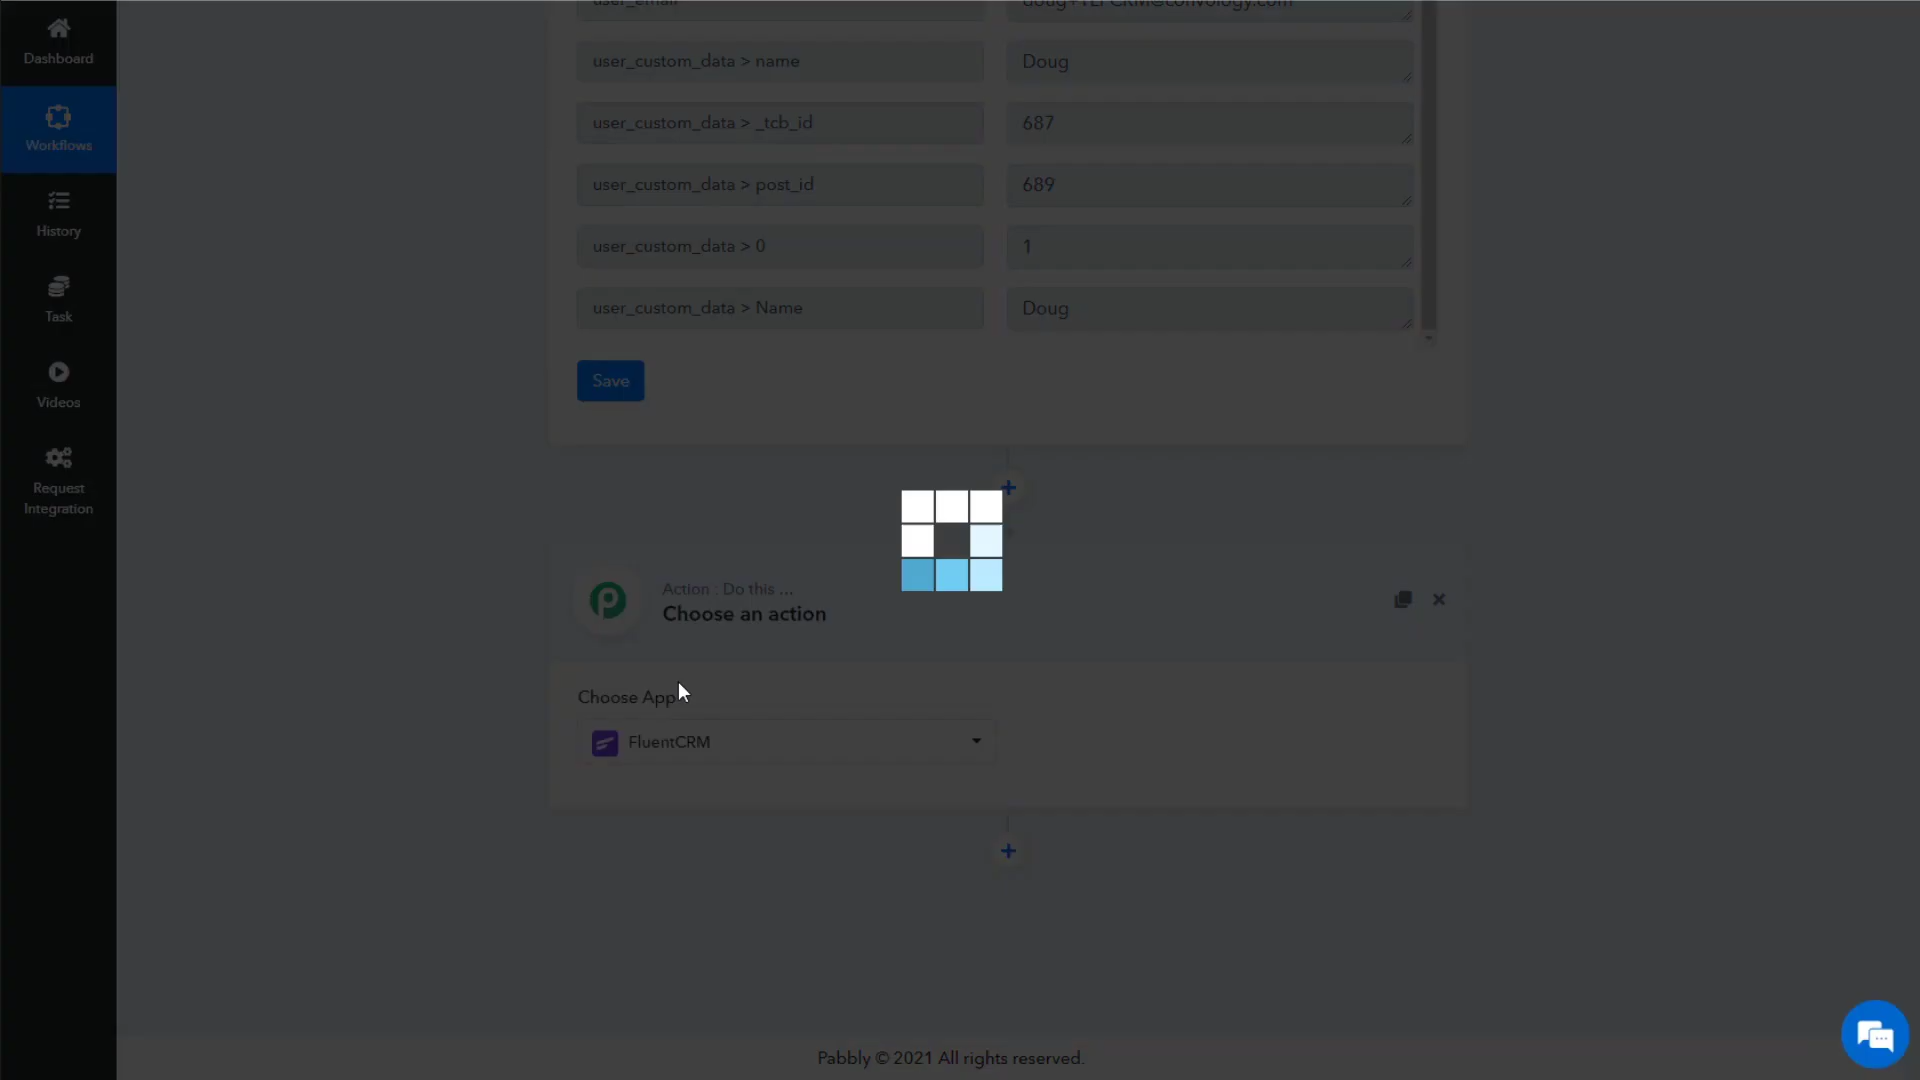 Dashboard
Workflows
History
Task
Videos
Request
Integration
user_email
user_custom_data > name
Doug
user_custom_data > _tcb_id
687
user_custom_data > post_id
689
user_custom_data > 0
1
user_custom_data > Name
Doug
Save
Action : Do this ...
Choose an action
Choose App
FluentCRM
Pabbly © 2021 All rights reserved.